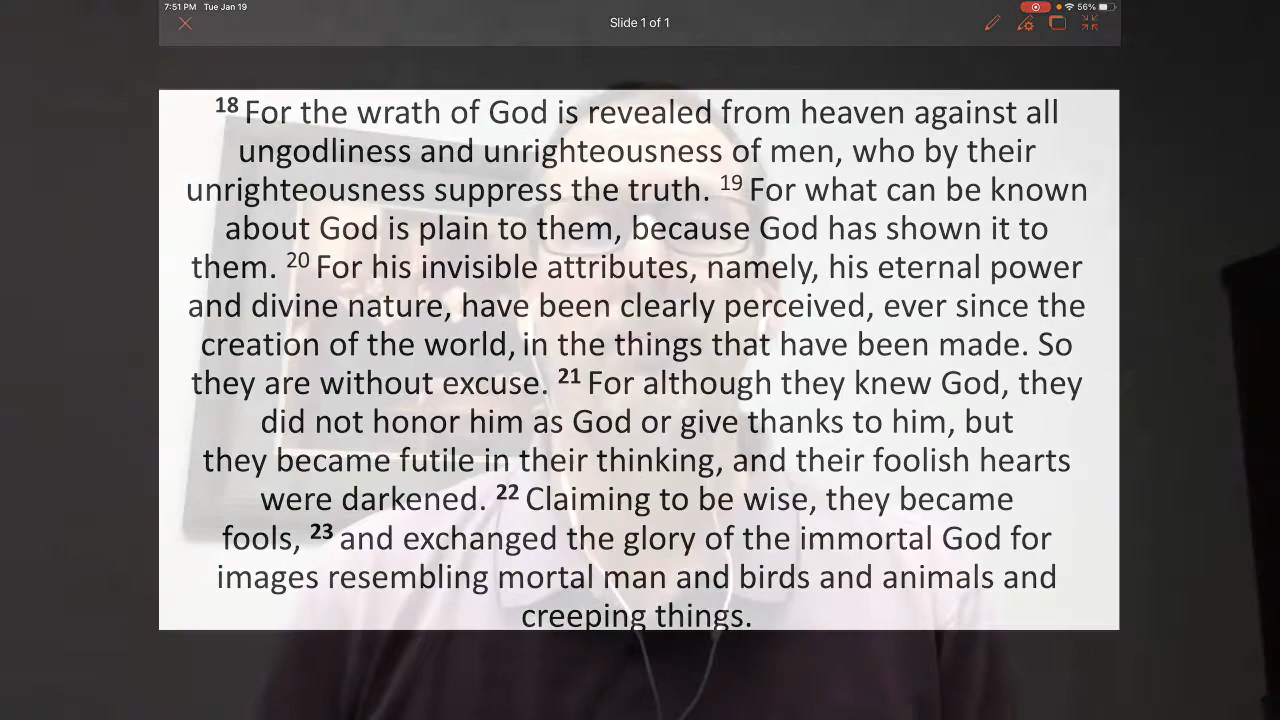 7:51 PM Tue Jan 19 56%
Slide 1 of 1
18 For the wrath of God is revealed from heaven against all
ungodliness and unrighteousness of men, who by their
unrighteousness suppress the truth. 19 For what can be known
about God is plain to them, because God has shown it to
them. 20 For his invisible attributes, namely, his eternal power
and divine nature, have been clearly perceived, ever since the
creation of the world, in the things that have been made. So
they are without excuse. 21 For although they knew God, they
did not honor him as God or give thanks to him, but
they became futile in their thinking, and their foolish hearts
were darkened. 22 Claiming to be wise, they became
fools, 23 and exchanged the glory of the immortal God for
images resembling mortal man and birds and animals and
creeping things.